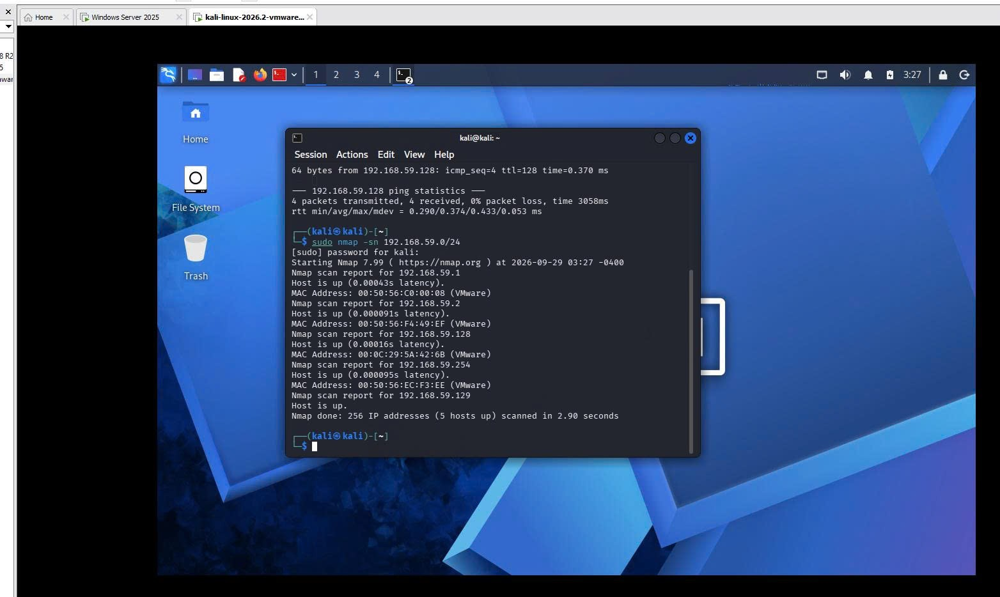 Home
Windows Server 2025
kali-linux-2026.2-vmware...
8 R2
5
1
2
3
4
2
3:27
Home
File System
Trash
kali@kali: ~
Session Actions Edit View Help
64 bytes from 192.168.59.128: icmp_seq=4 ttl=128 time=0.370 ms
—— 192.168.59.128 ping statistics ——
4 packets transmitted, 4 received, 0% packet loss, time 3058ms
rtt min/avg/max/mdev = 0.290/0.374/0.433/0.053 ms
┌──(kali㉿kali)-[~]
└─$ sudo nmap -sn 192.168.59.0/24
[sudo] password for kali:
Starting Nmap 7.99 ( https://nmap.org ) at 2026-09-29 03:27 -0400
Nmap scan report for 192.168.59.1
Host is up (0.00043s latency).
MAC Address: 00:50:56:C0:00:08 (VMware)
Nmap scan report for 192.168.59.2
Host is up (0.000091s latency).
MAC Address: 00:50:56:F4:49:EF (VMware)
Nmap scan report for 192.168.59.128
Host is up (0.00016s latency).
MAC Address: 00:0C:29:5A:42:6B (VMware)
Nmap scan report for 192.168.59.254
Host is up (0.000095s latency).
MAC Address: 00:50:56:EC:F3:EE (VMware)
Nmap scan report for 192.168.59.129
Host is up.
Nmap done: 256 IP addresses (5 hosts up) scanned in 2.90 seconds
┌──(kali㉿kali)-[~]
└─$